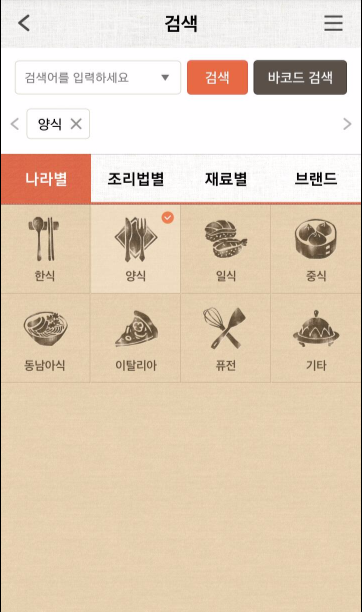 검색
검색어를 입력하세요 검색 바코드 검색
양식
나라별 조리법별 재료별 브랜드
한식 양식 일식 중식
동남아식 이탈리아 퓨전 기타